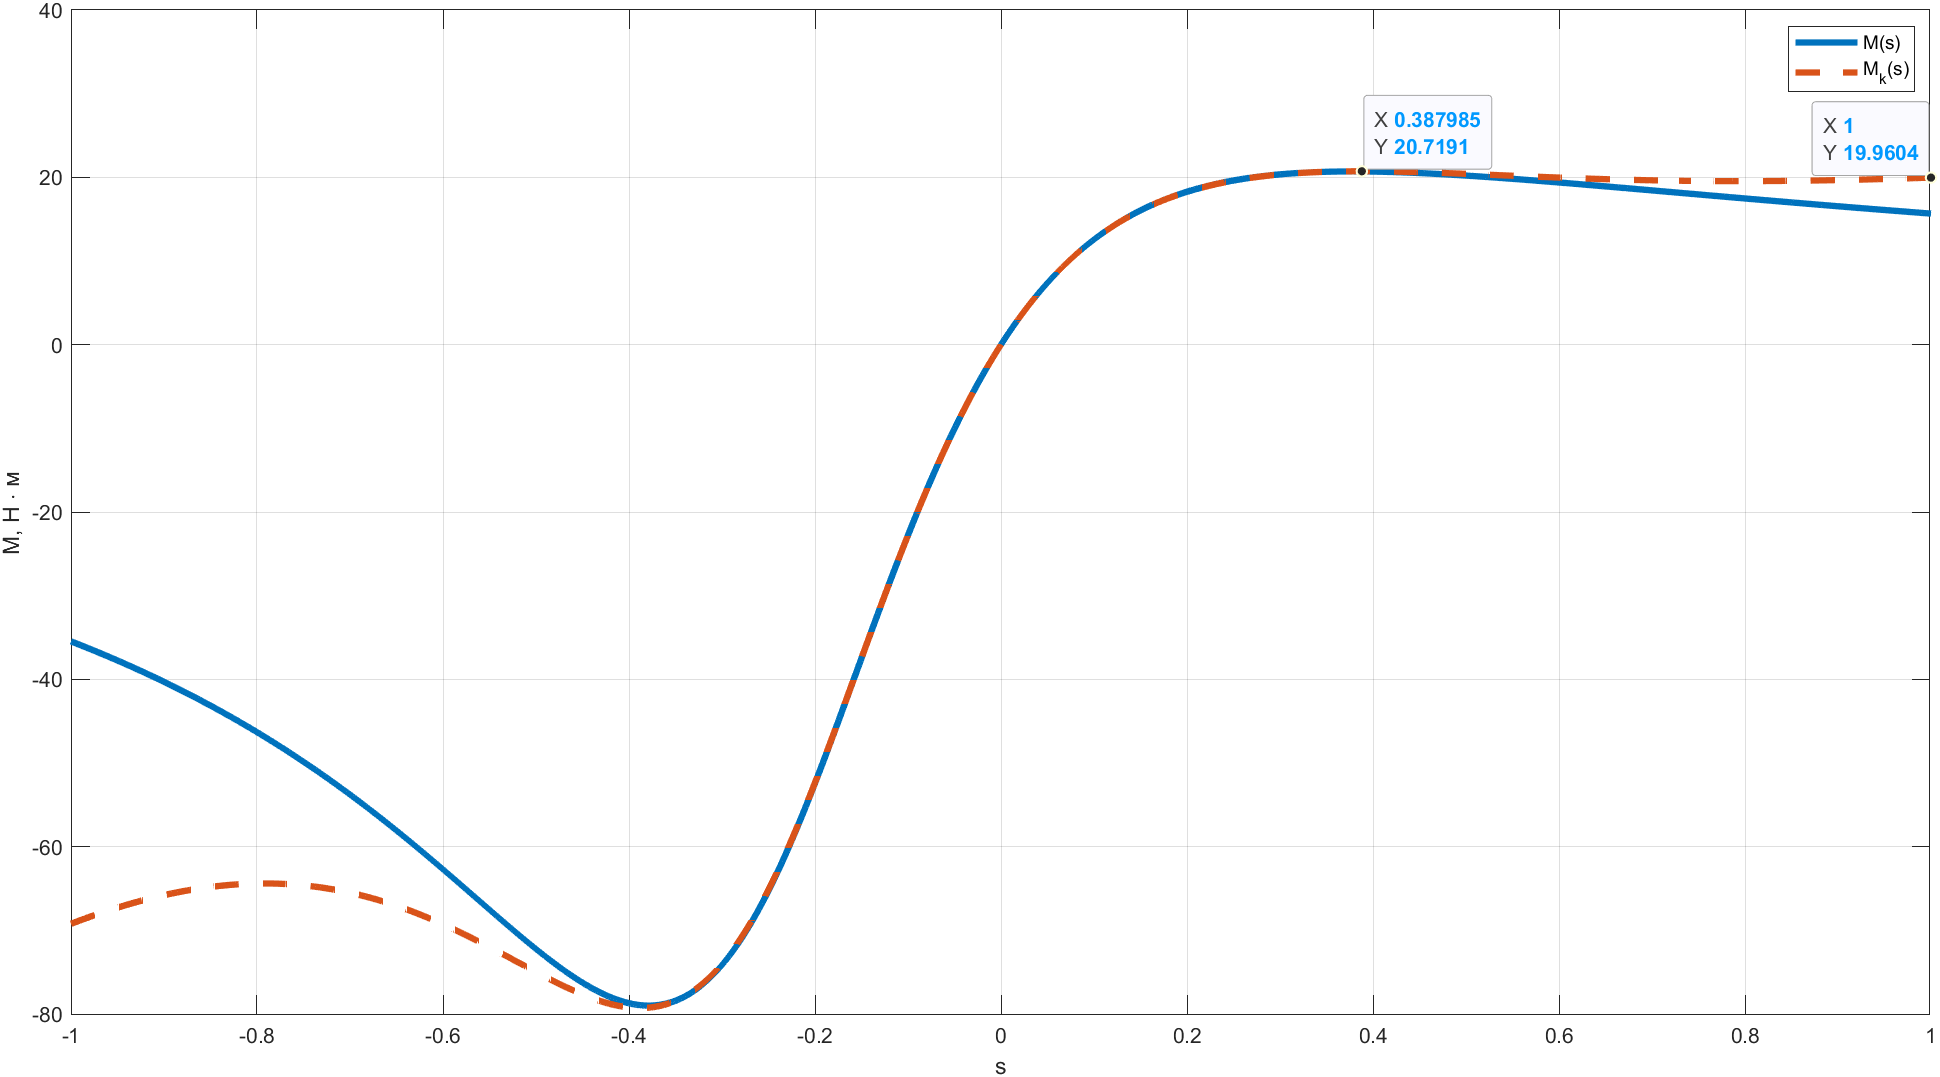 40
20
0
-20
-40
-60
-80
M, Н · м
M(s)
M_k(s)
X 0.387985
Y 20.7191
X 1
Y 19.9604
-1 -0.8 -0.6 -0.4 -0.2 0 0.2 0.4 0.6 0.8 1
s